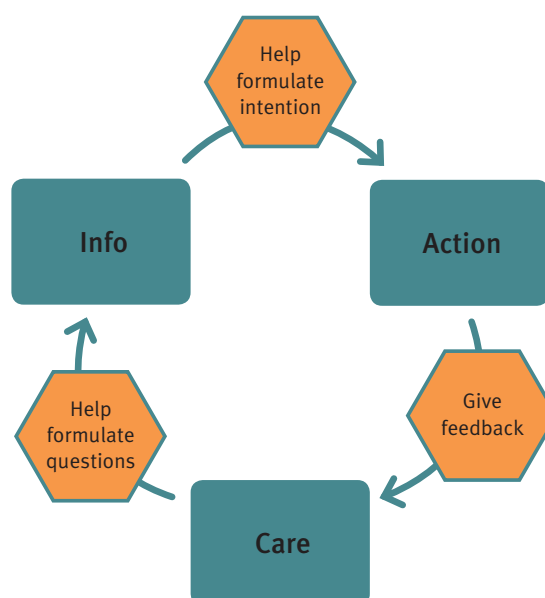 Help
formulate
intention
Info
Action
Help
formulate
questions
Give
feedback
Care